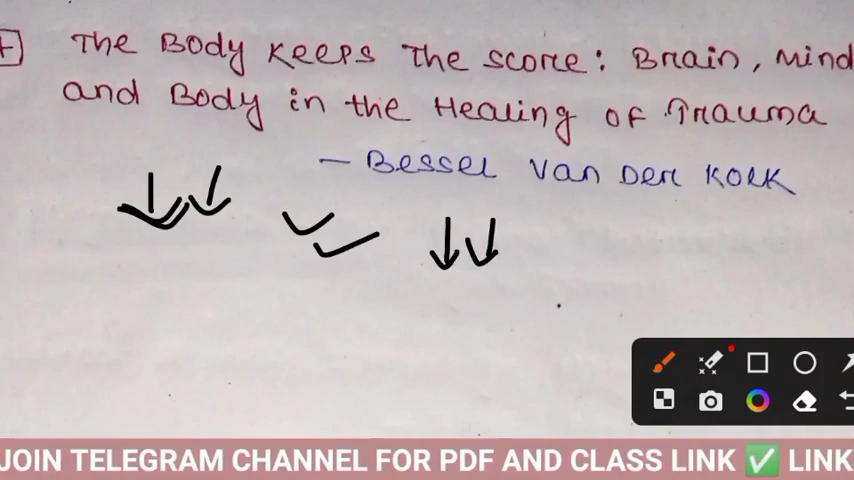 The Body Keeps The Score: Brain, Mind
and Body in the Healing of Trauma
— Bessel Van Der Kolk
JOIN TELEGRAM CHANNEL FOR PDF AND CLASS LINK ✅ LINK